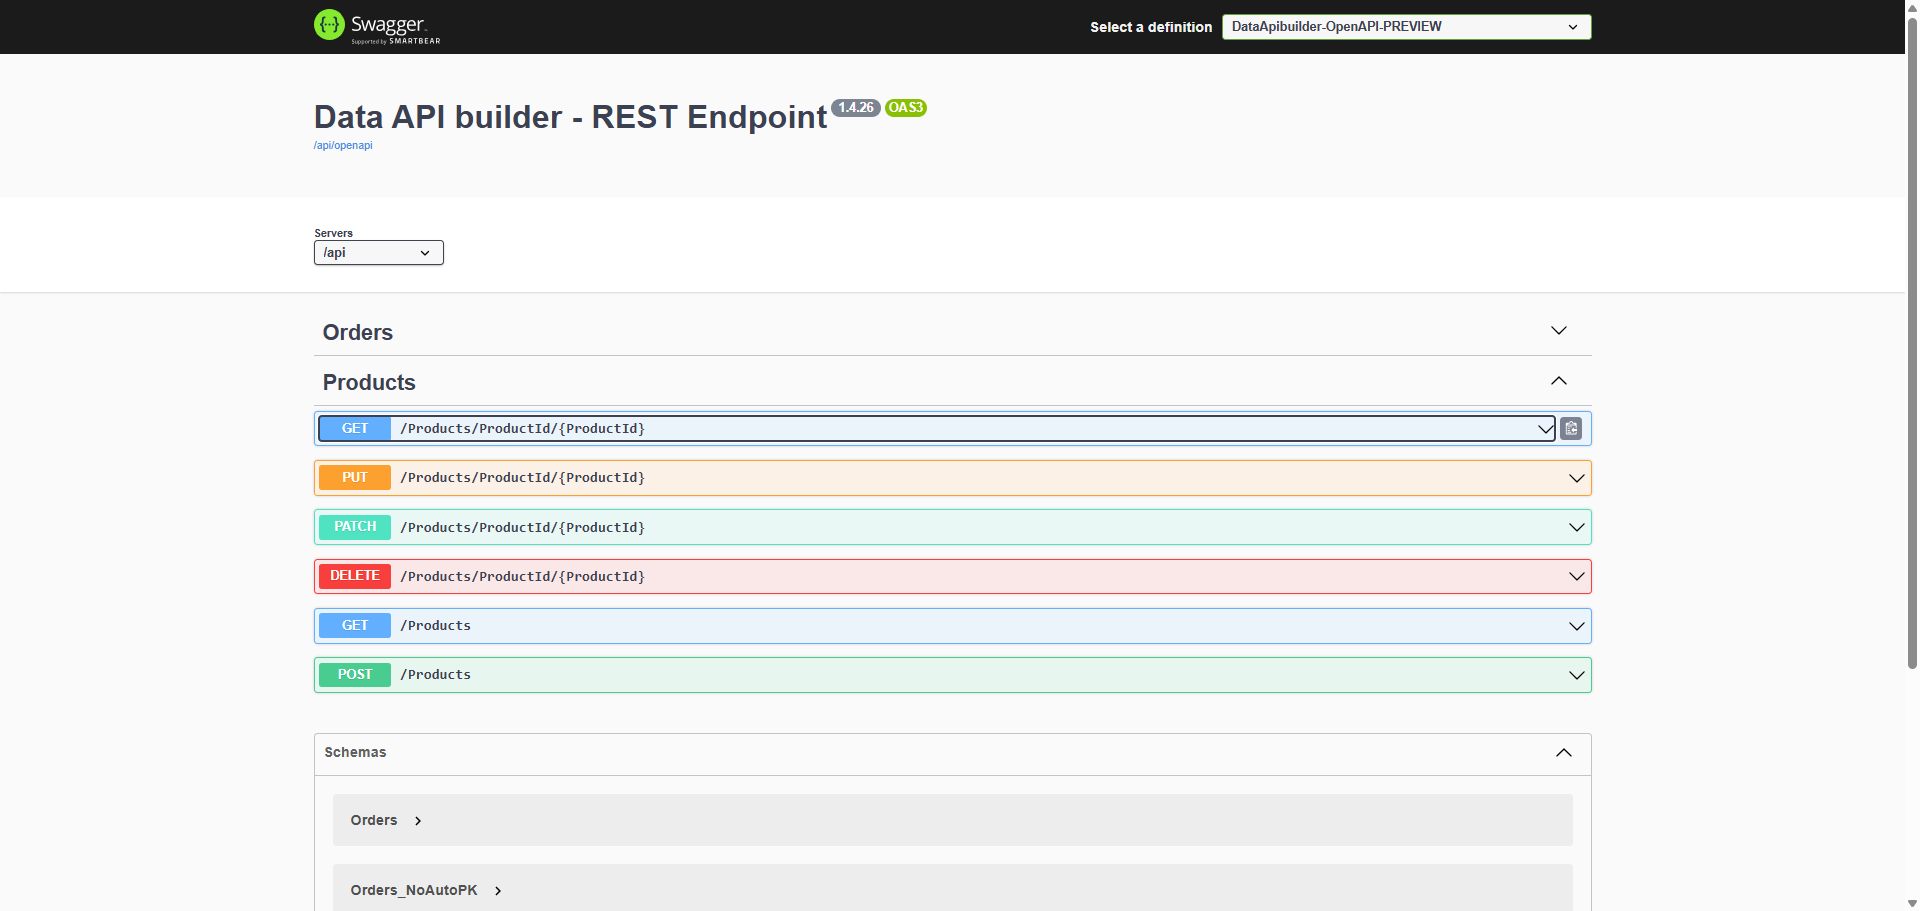 Swagger
Supported by SMARTBEAR
Select a definition
DataApibuilder-OpenAPI-PREVIEW
Data API builder - REST Endpoint 1.4.26 OAS3
/api/openapi
Servers
/api
Orders
Products
GET /Products/ProductId/{ProductId}
PUT /Products/ProductId/{ProductId}
PATCH /Products/ProductId/{ProductId}
DELETE /Products/ProductId/{ProductId}
GET /Products
POST /Products
Schemas
Orders
Orders_NoAutoPK